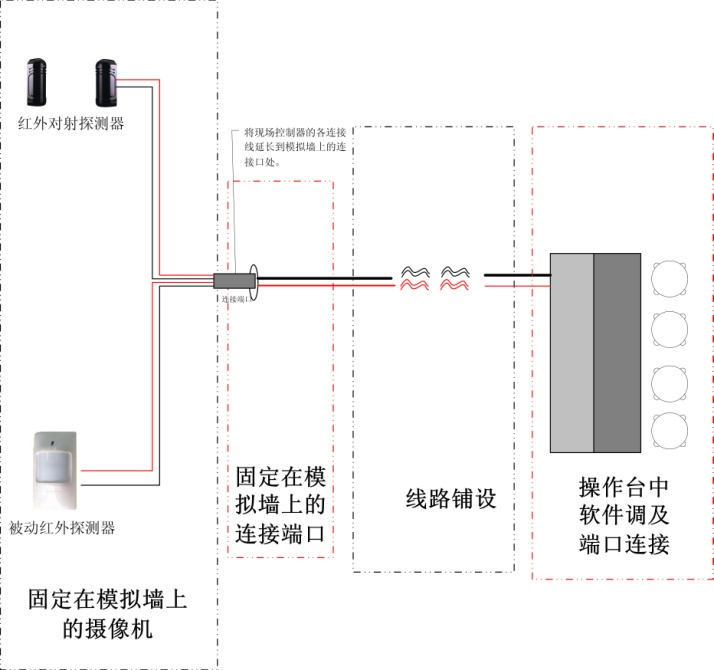 红外对射探测器
将现场控制器的各连接
线延长到模拟墙上的连
接口处。
连接端口
被动红外探测器
固定在模拟墙上
的摄像机
固定在模
拟墙上的
连接端口
线路铺设
操作台中
软件调及
端口连接